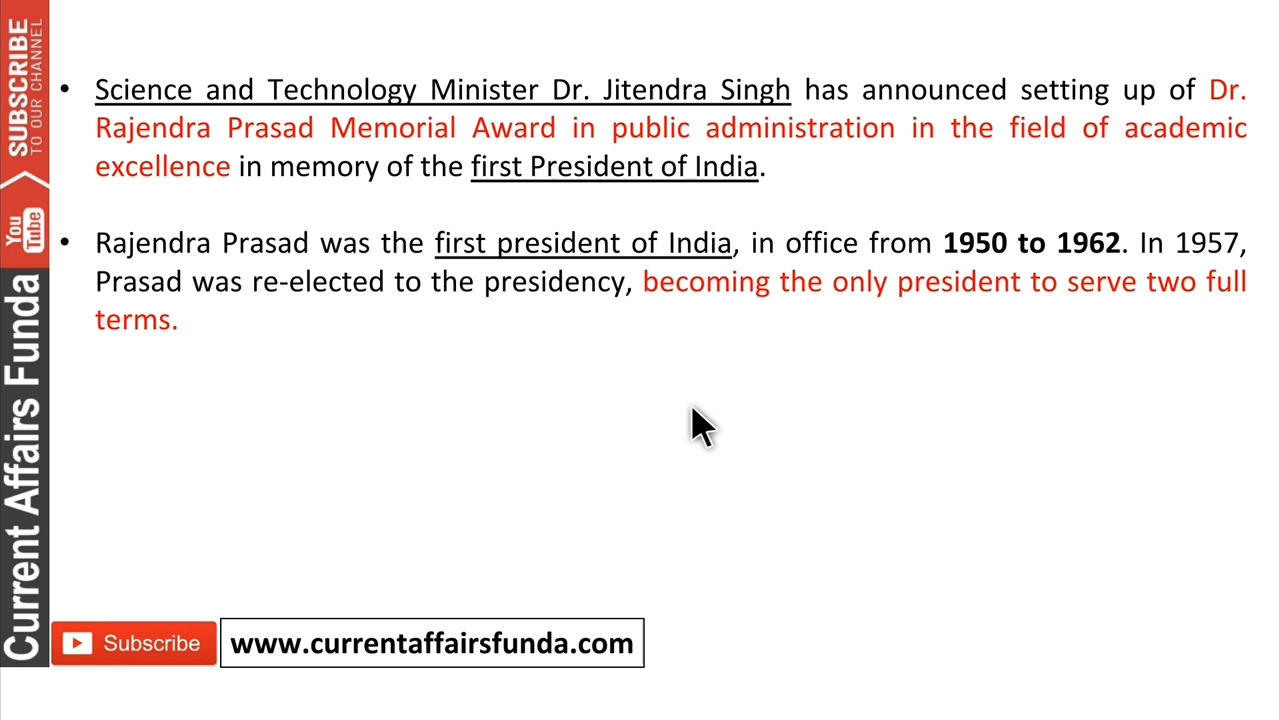 • Science and Technology Minister Dr. Jitendra Singh has announced setting up of Dr.
Rajendra Prasad Memorial Award in public administration in the field of academic
excellence in memory of the first President of India.
• Rajendra Prasad was the first president of India, in office from 1950 to 1962. In 1957,
Prasad was re-elected to the presidency, becoming the only president to serve two full
terms.
SUBSCRIBE
TO OUR CHANNEL
You Tube
Current Affairs Funda
Subscribe
www.currentaffairsfunda.com